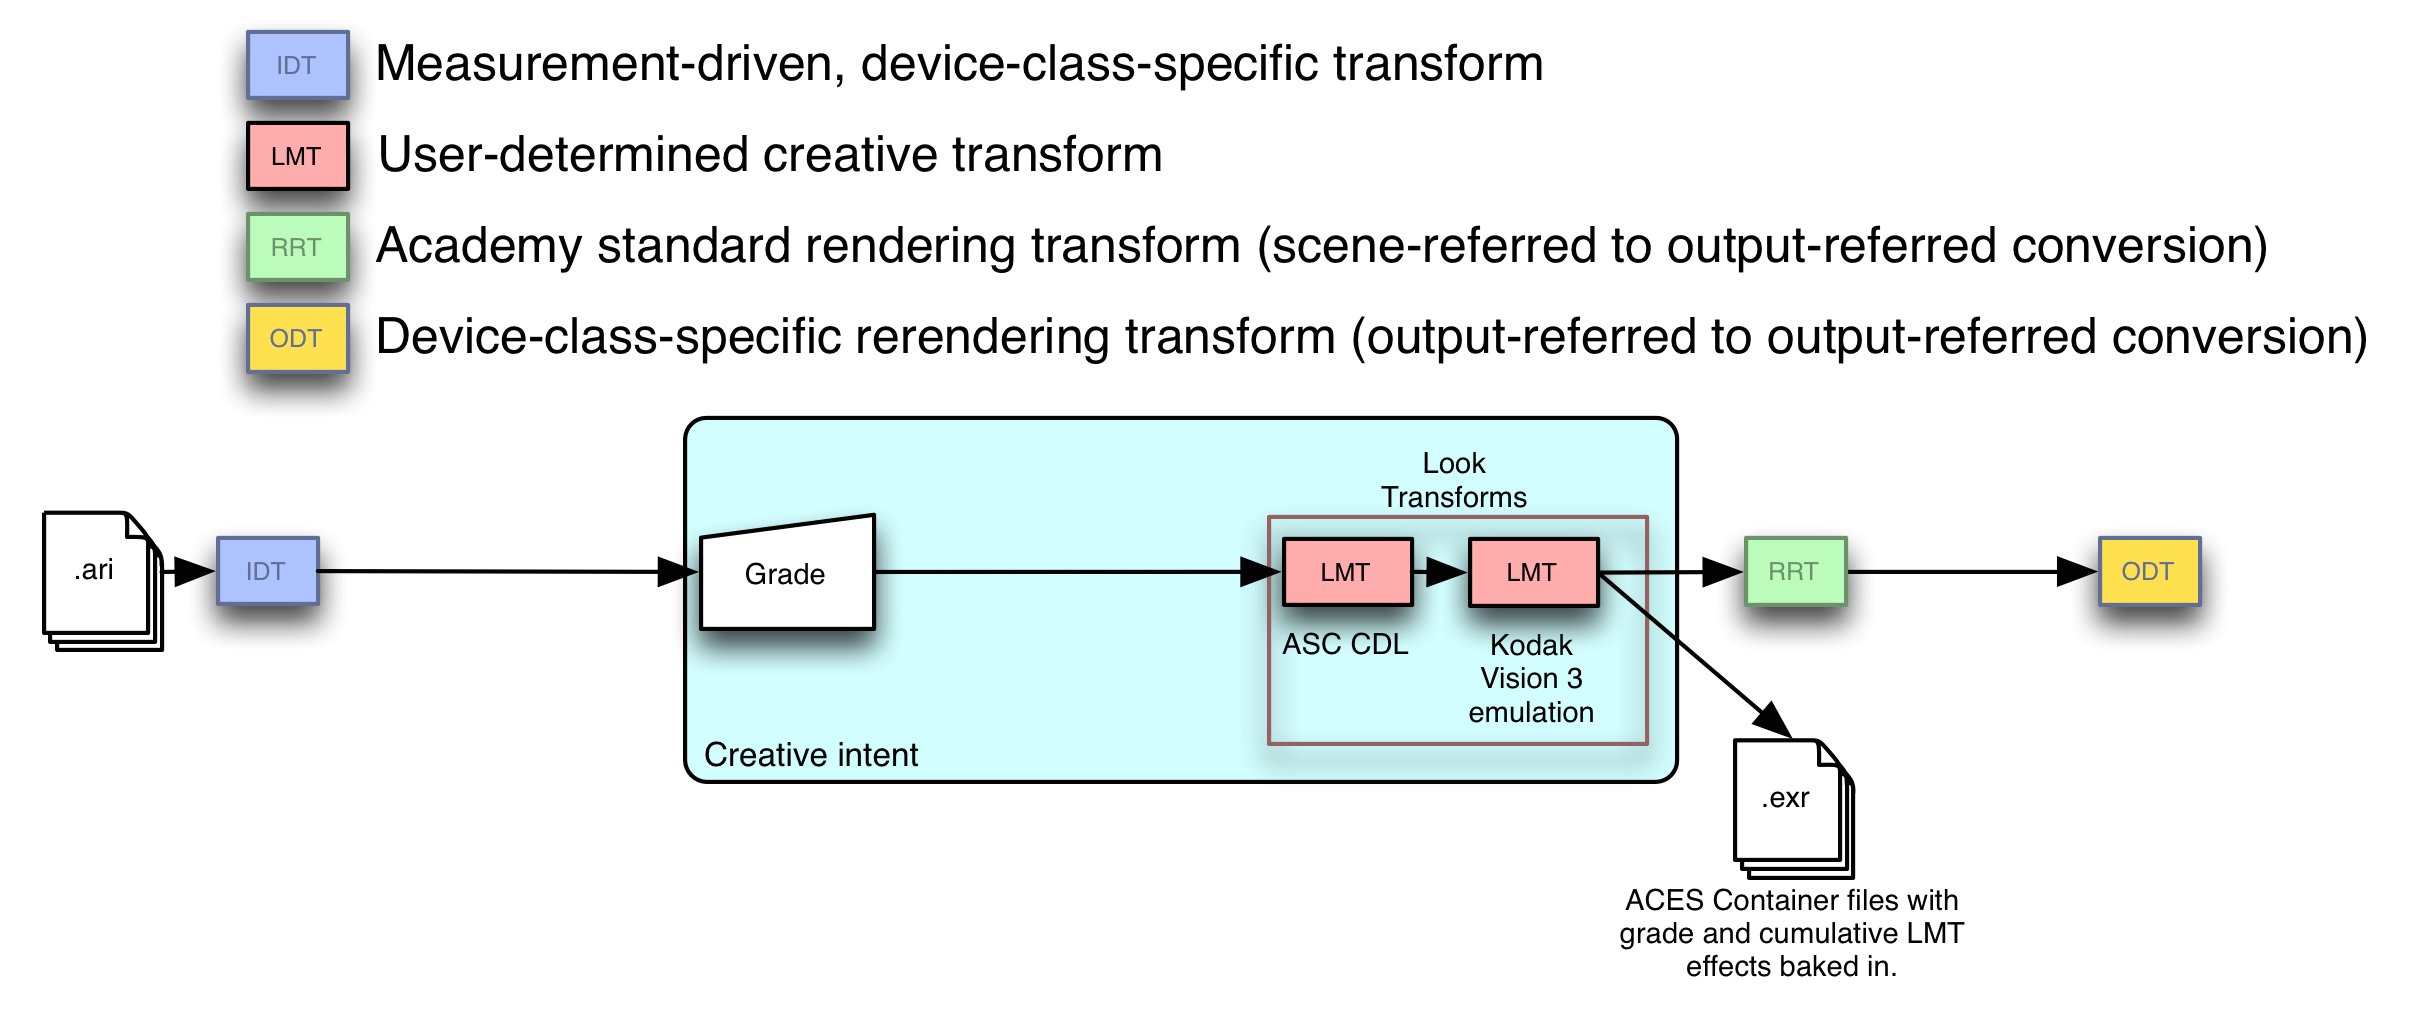 IDT Measurement-driven, device-class-specific transform
LMT User-determined creative transform
RRT Academy standard rendering transform (scene-referred to output-referred conversion)
ODT Device-class-specific rerendering transform (output-referred to output-referred conversion)
Look
Transforms
.ari
IDT
Grade
LMT
LMT
RRT
ODT
ASC CDL
Kodak
Vision 3
emulation
Creative intent
.exr
ACES Container files with
grade and cumulative LMT
effects baked in.